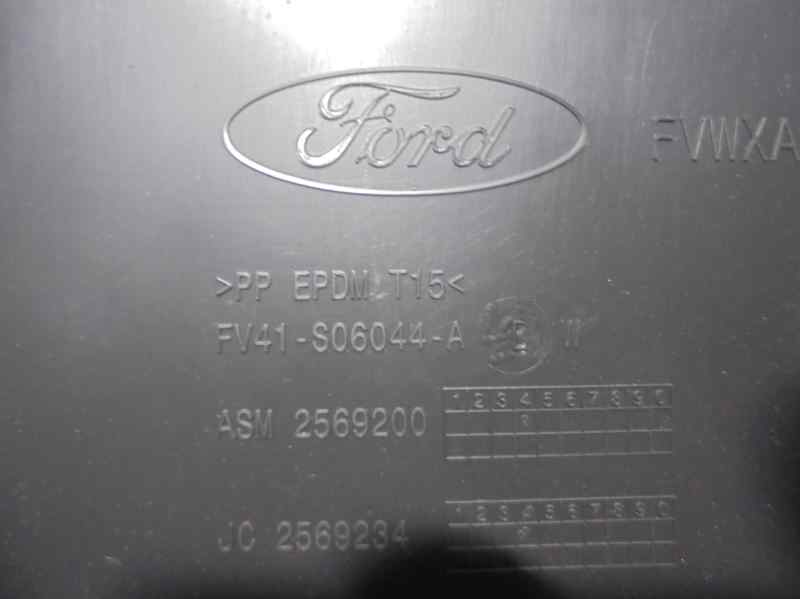 Ford
FVWXA
>PP EPDM T15<
FV41-S06044-A W
1 2 3 4 5 6 7 8 9 0
ASM 2569200
1 2 3 4 5 6 7 8 9 0
JC 2569234